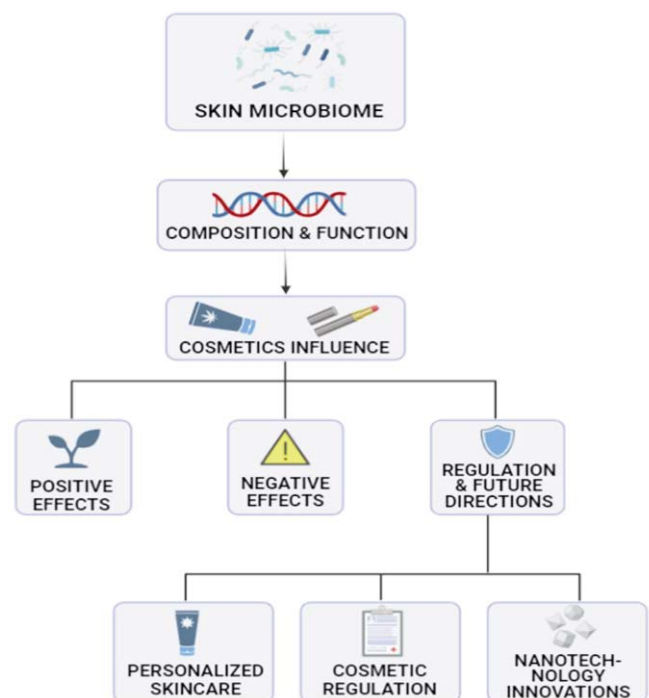 SKIN MICROBIOME
COMPOSITION & FUNCTION
COSMETICS INFLUENCE
POSITIVE
EFFECTS
NEGATIVE
EFFECTS
REGULATION
& FUTURE
DIRECTIONS
PERSONALIZED
SKINCARE
COSMETIC
REGULATION
NANOTECH-
NOLOGY
INNOVATIONS